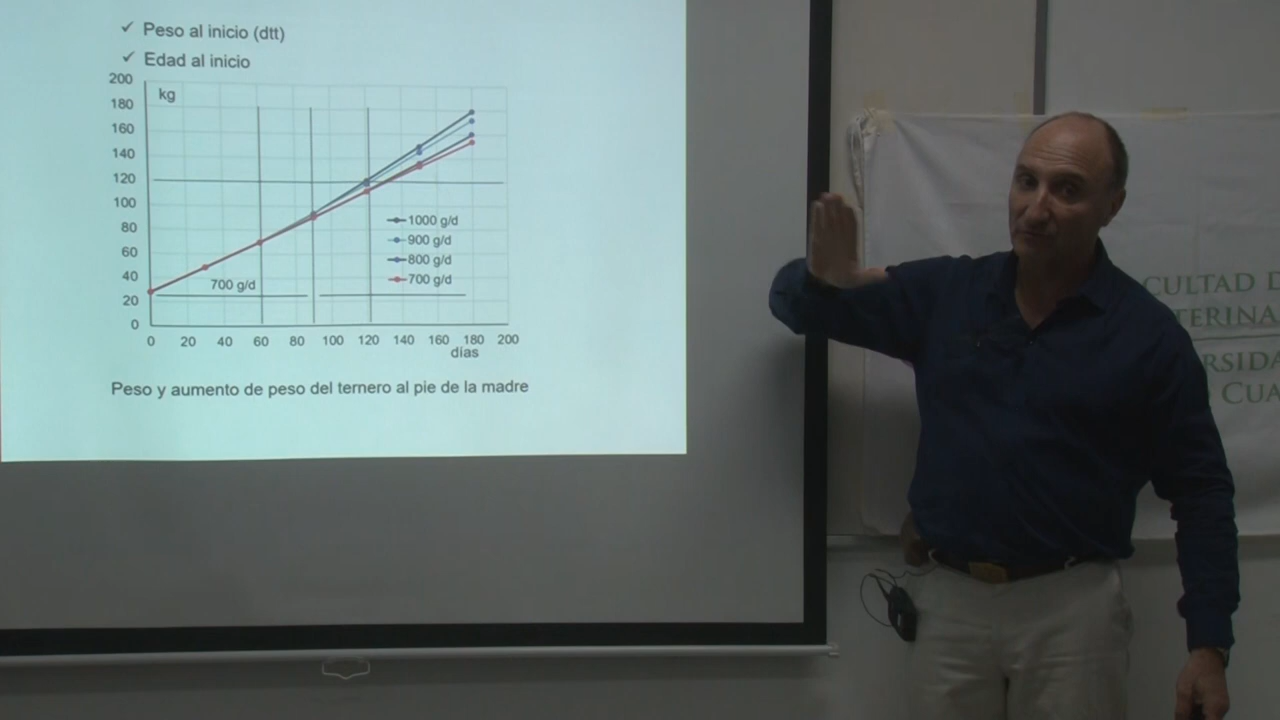 ✓ Peso al inicio (dtt)
✓ Edad al inicio
kg
200
180
160
140
120
100
80
60
40
20
0
1000 g/d
900 g/d
800 g/d
700 g/d
700 g/d
0 20 40 60 80 100 120 140 160 180 200
días
Peso y aumento de peso del ternero al pie de la madre
CULTAD D
TERINA
RSIDA
CUA